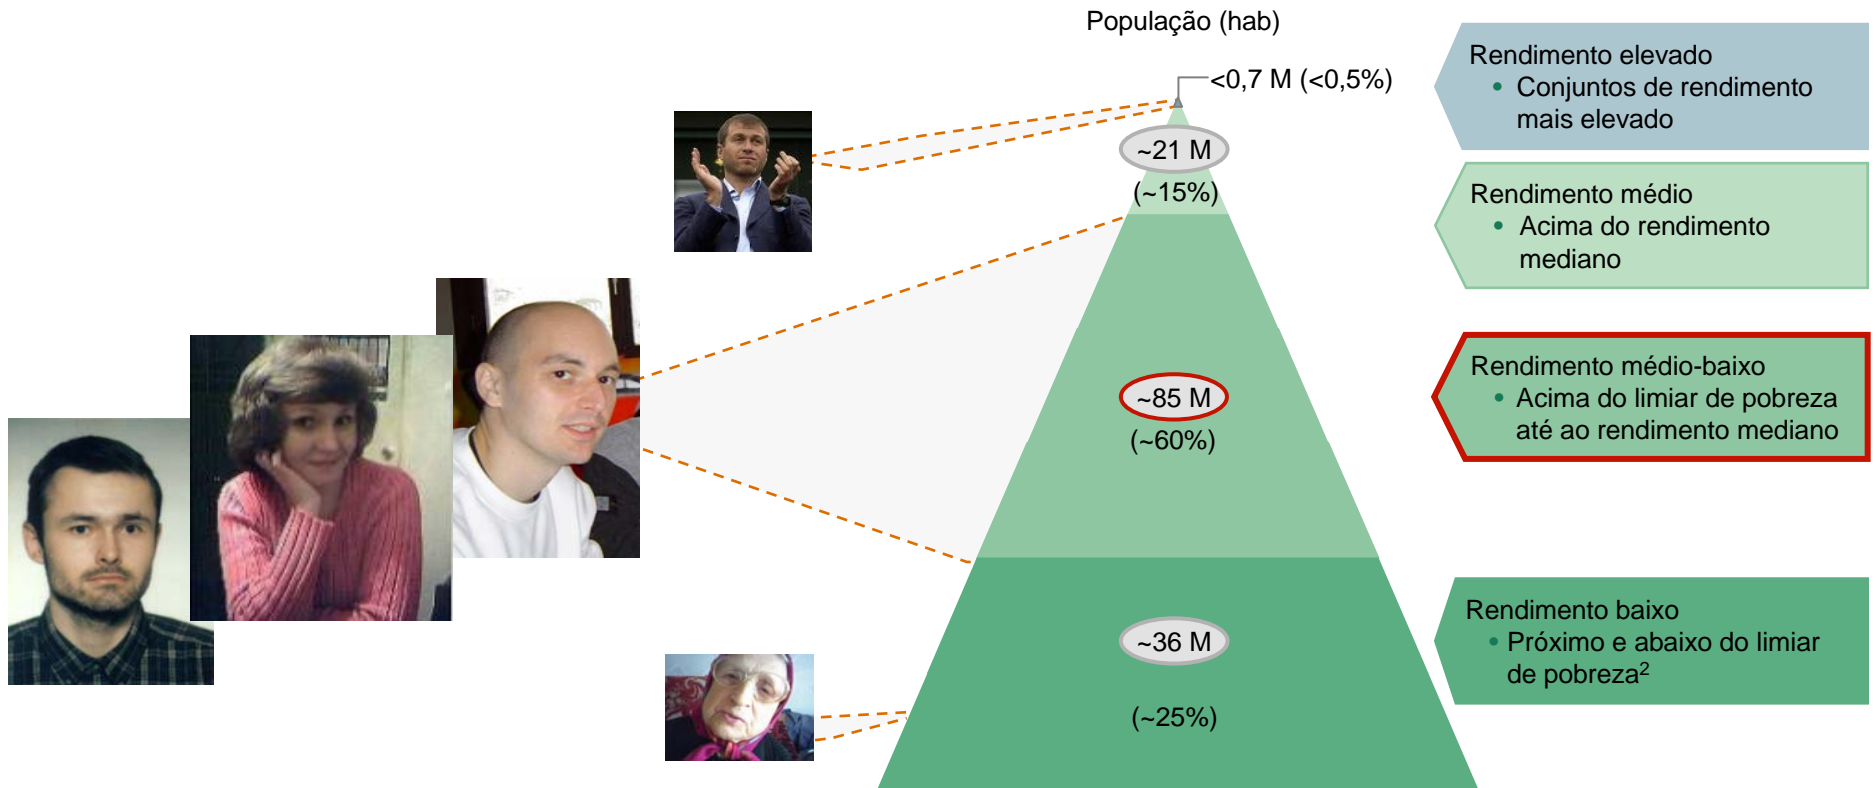 População (hab)
<0,7 M (<0,5%)
~21 M
(~15%)
~85 M
(~60%)
~36 M
(~25%)
Rendimento elevado
• Conjuntos de rendimento
mais elevado
Rendimento médio
• Acima do rendimento
mediano
Rendimento médio-baixo
• Acima do limiar de pobreza
até ao rendimento mediano
Rendimento baixo
• Próximo e abaixo do limiar
de pobreza²